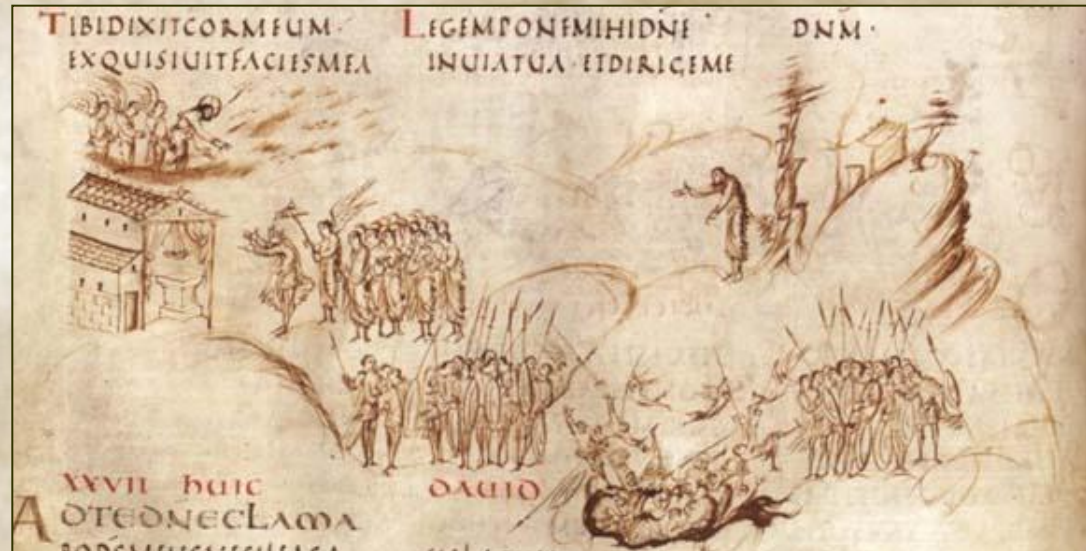 TIBIDIXITCORMEUM·
EXQUISIUITFACIESMEA
LEGEMPONEMIHIDNE
INUIATUA·ETDIRIGEME
DNM·
XXVII HUIC DAUID
ADTEDNECLAMA